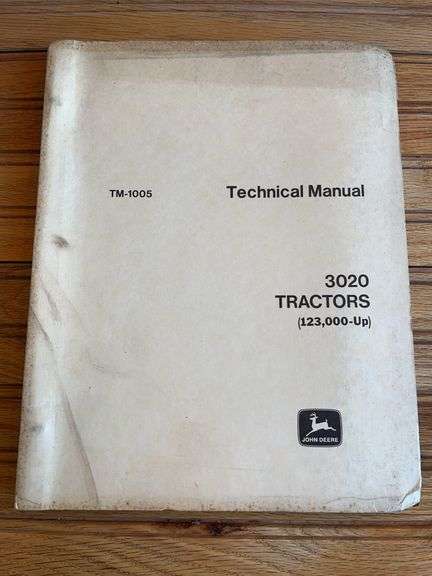 TM-1005 Technical Manual
3020
TRACTORS
(123,000-Up)
JOHN DEERE